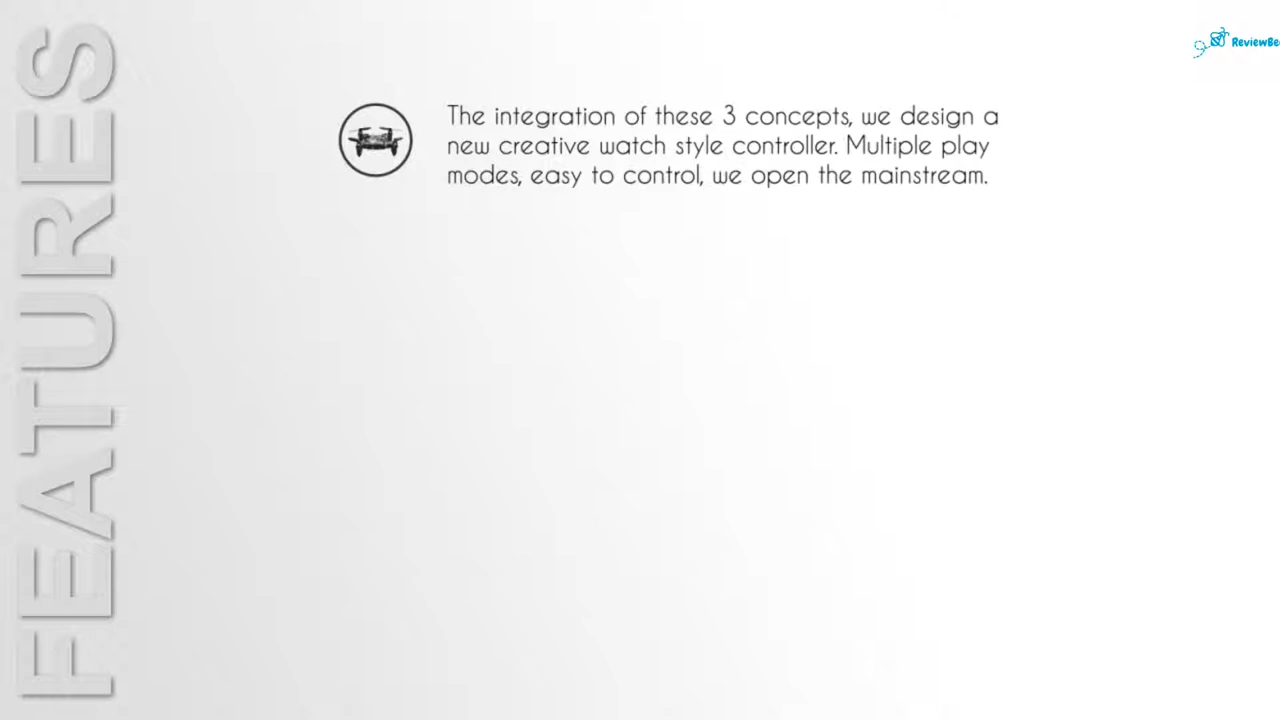 FEATURES
The integration of these 3 concepts, we design a
new creative watch style controller. Multiple play
modes, easy to control, we open the mainstream.
ReviewBe